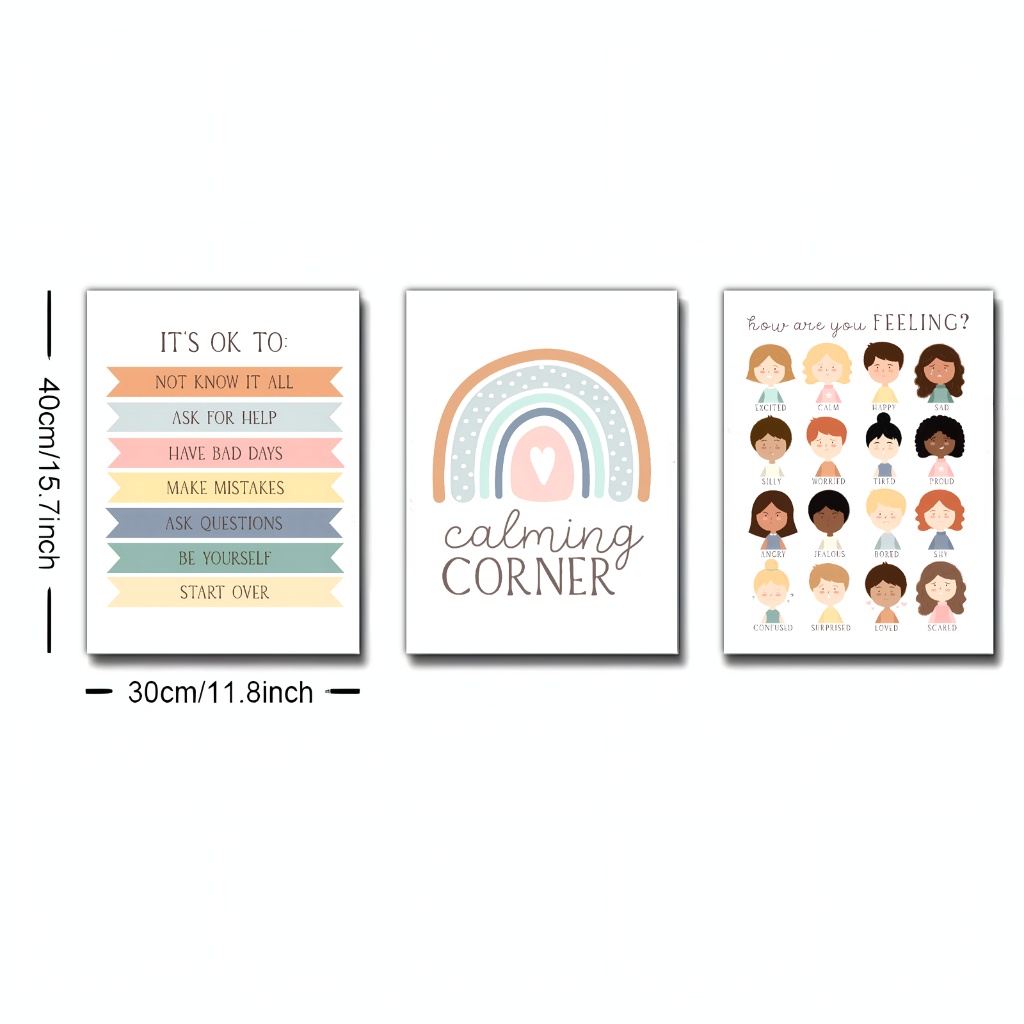 40cm/15.7inch
IT'S OK TO:
NOT KNOW IT ALL
ASK FOR HELP
HAVE BAD DAYS
MAKE MISTAKES
ASK QUESTIONS
BE YOURSELF
START OVER
30cm/11.8inch
calming
CORNER
how are you FEELING?
EXCITED CALM HAPPY SAD
SILLY WORRIED TIRED PROUD
ANGRY JEALOUS BORED SHY
CONFUSED SURPRISED LOVED SCARED